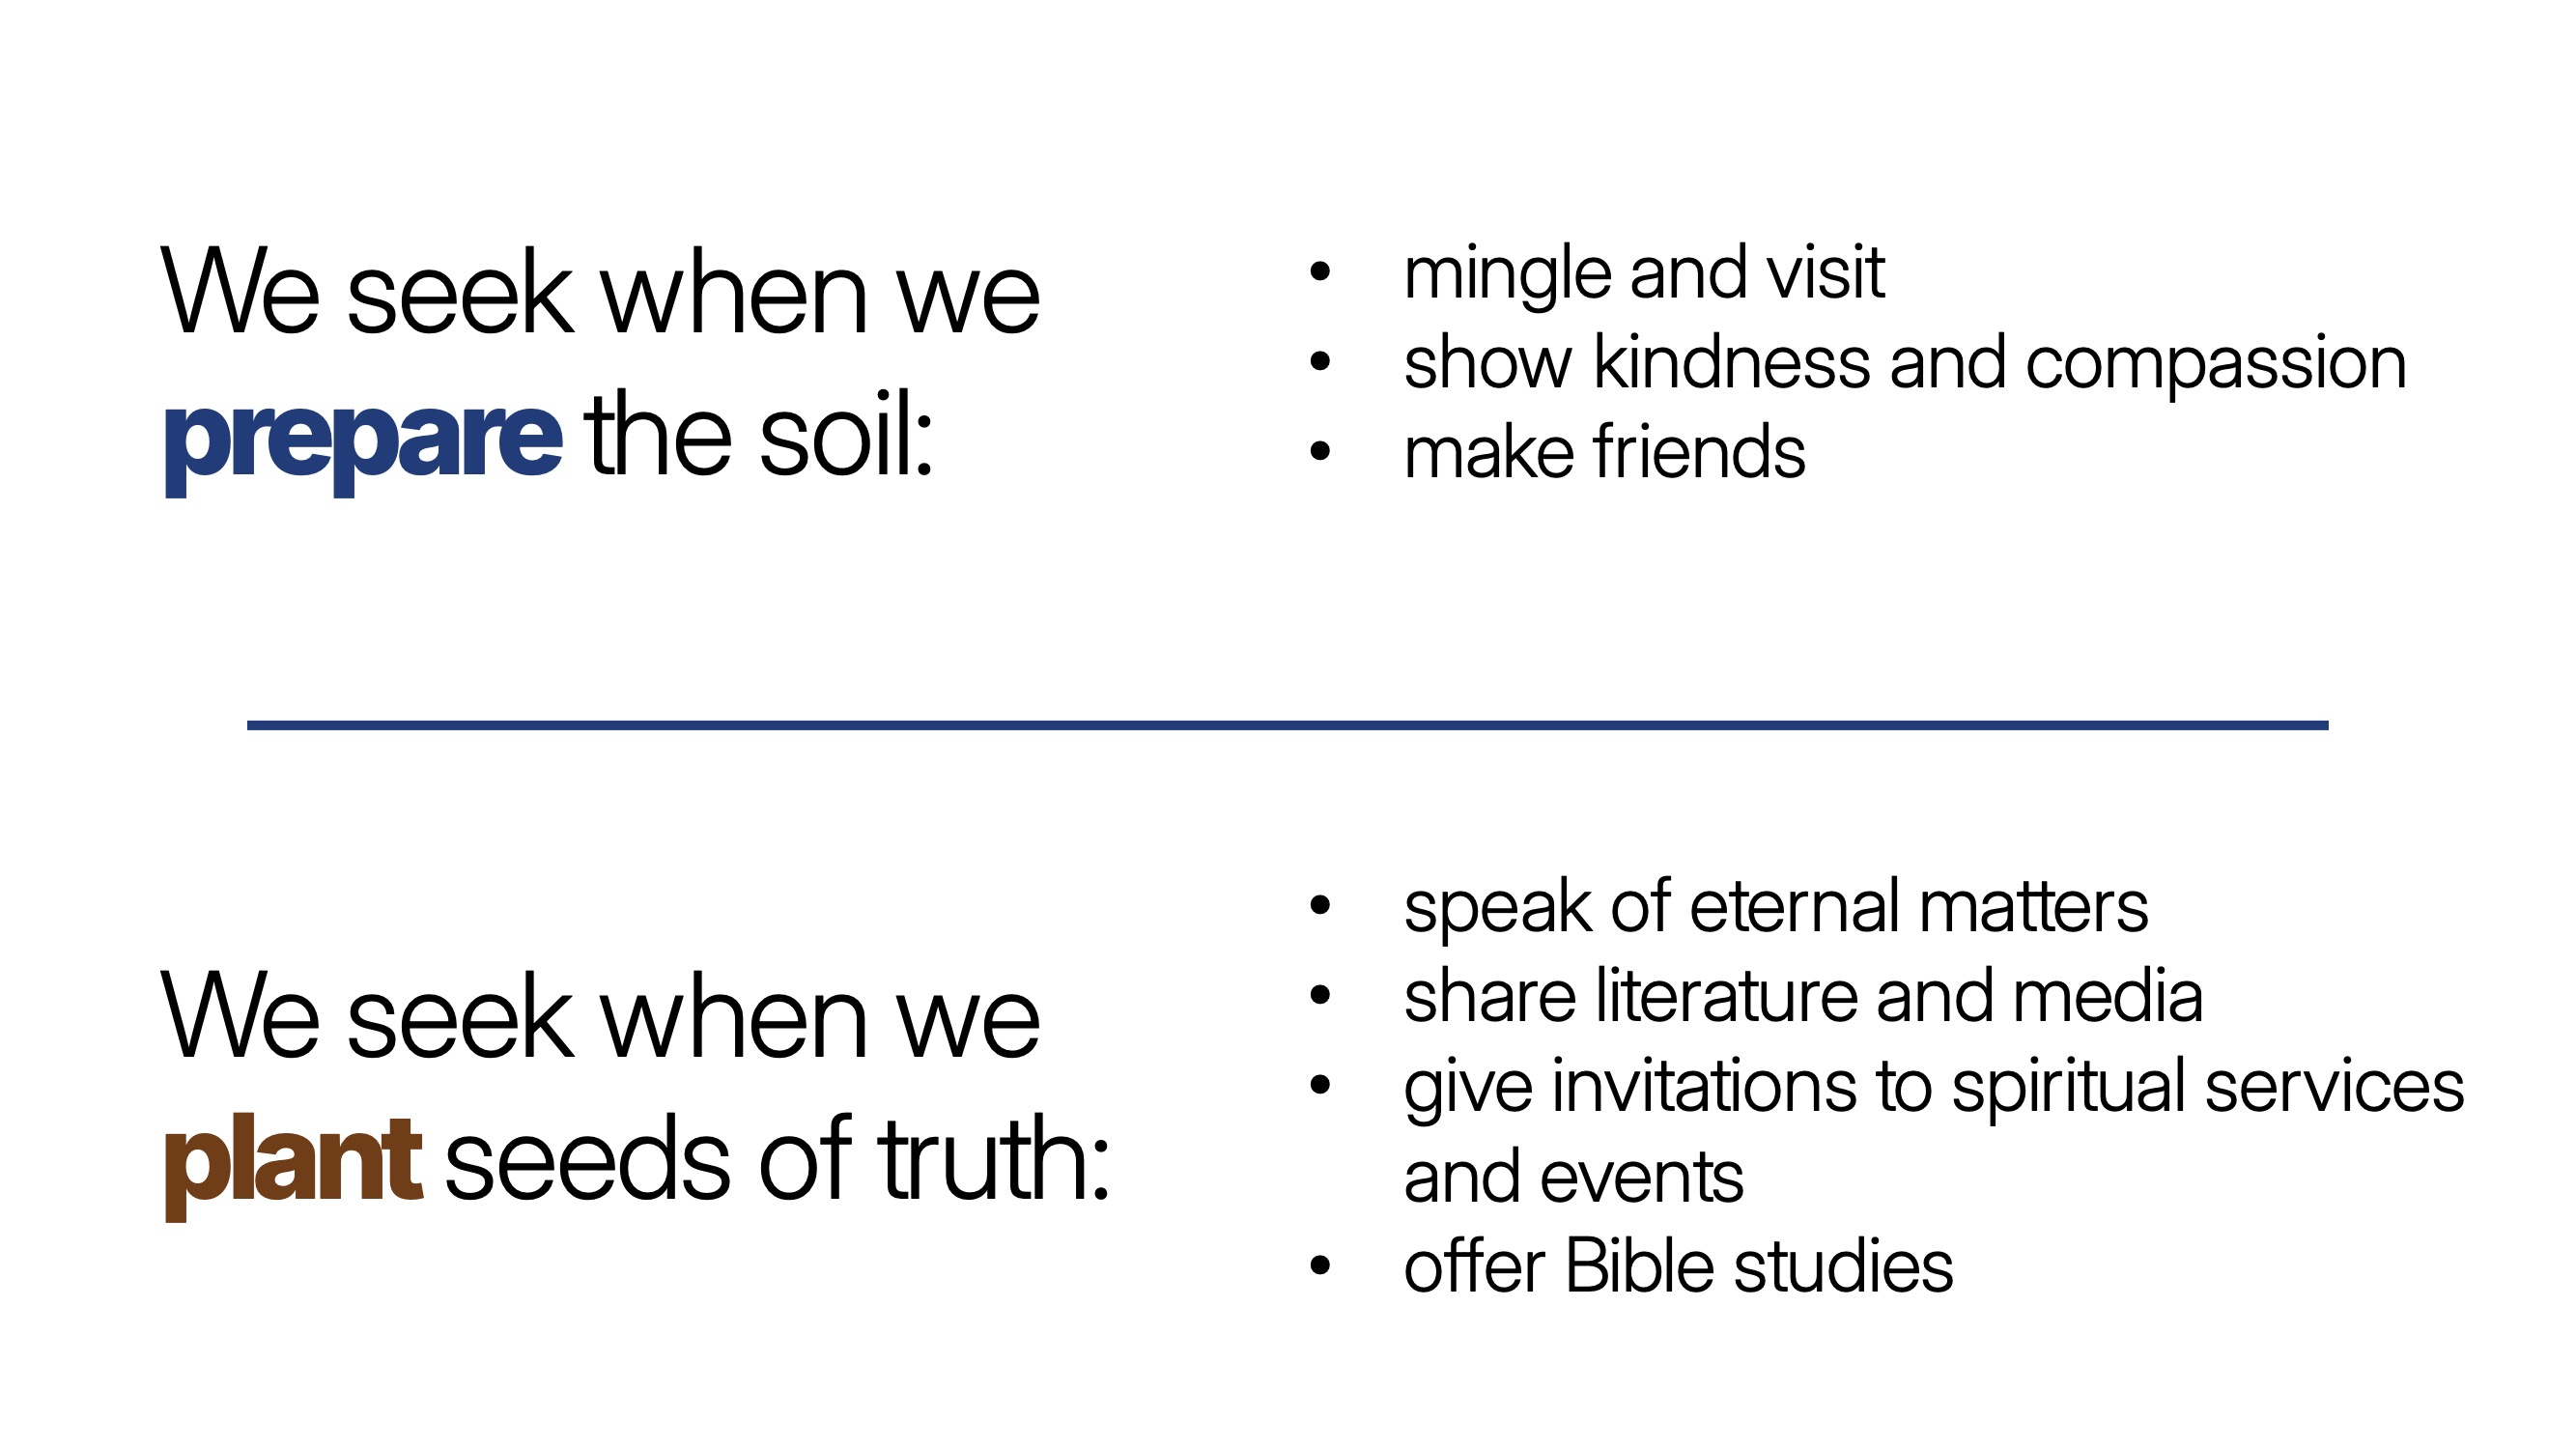 We seek when we
prepare the soil:
• mingle and visit
• show kindness and compassion
• make friends
We seek when we
plant seeds of truth:
• speak of eternal matters
• share literature and media
• give invitations to spiritual services
and events
• offer Bible studies